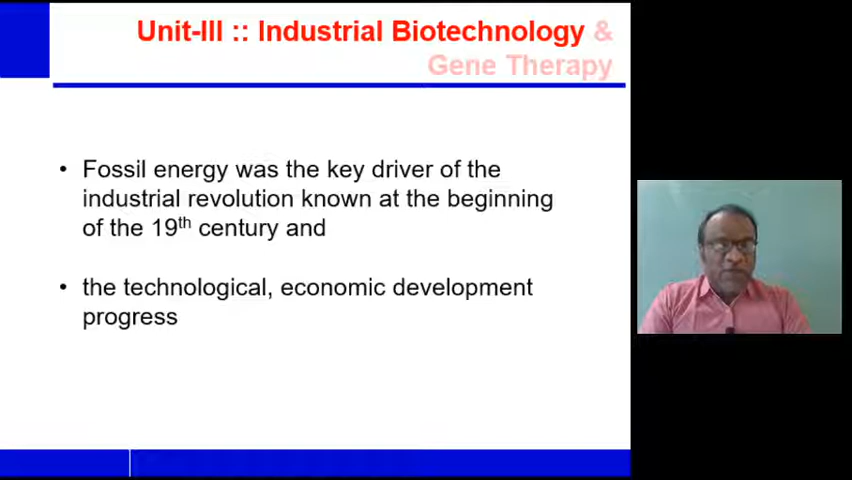 Unit-III :: Industrial Biotechnology &
Gene Therapy
• Fossil energy was the key driver of the
industrial revolution known at the beginning
of the 19th century and
• the technological, economic development
progress